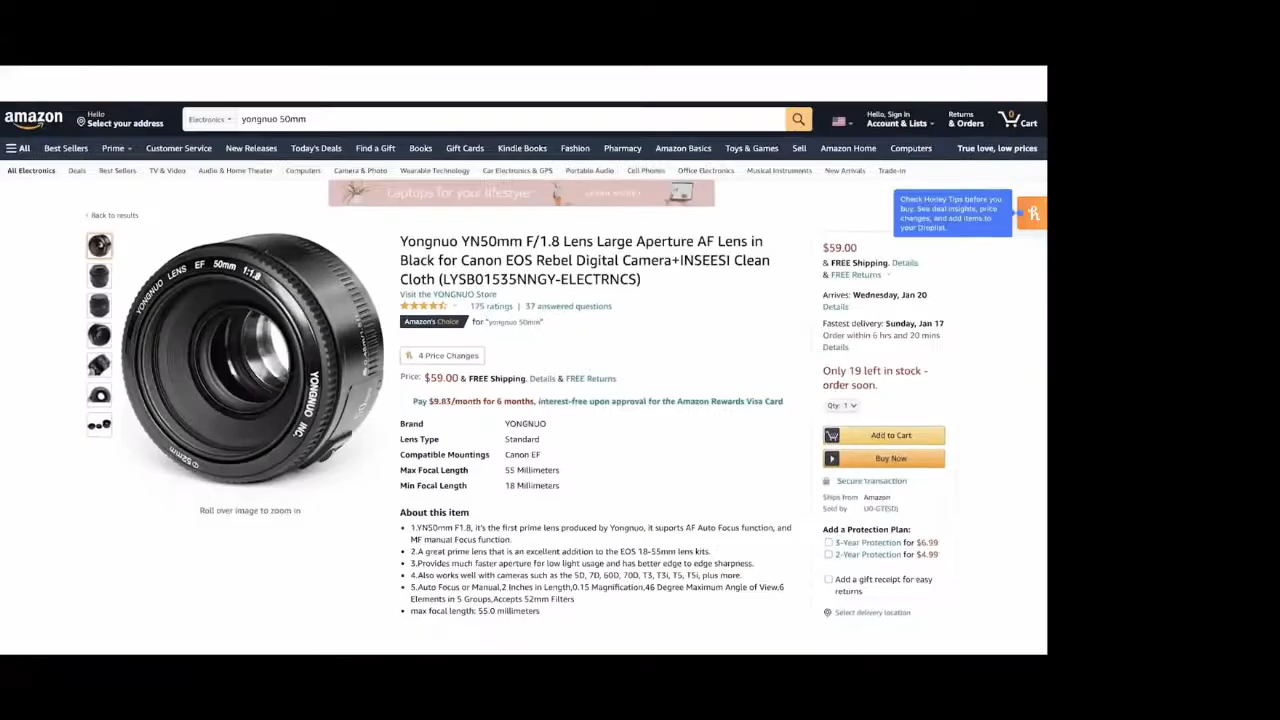 amazon
Hello
Select your address
Electronics
yongnuo 50mm
Hello, Sign in
Account & Lists
Returns
& Orders
0
Cart
All
Best Sellers
Prime
Customer Service
New Releases
Today's Deals
Find a Gift
Books
Gift Cards
Kindle Books
Fashion
Pharmacy
Amazon Basics
Toys & Games
Sell
Amazon Home
Computers
True love, low prices
All Electronics
Deals
Best Sellers
TV & Video
Audio & Home Theater
Computers
Camera & Photo
Wearable Technology
Car Electronics & GPS
Portable Audio
Cell Phones
Office Electronics
Musical Instruments
New Arrivals
Trade-In
Laptops for your lifestyle
LEARN MORE
‹ Back to results
YONGNUO LENS EF 50mm 1:1.8
YONGNUO INC.
Ø52mm
Roll over image to zoom in
Yongnuo YN50mm F/1.8 Lens Large Aperture AF Lens in
Black for Canon EOS Rebel Digital Camera+INSEESI Clean
Cloth (LYSB01535NNGY-ELECTRNCS)
Visit the YONGNUO Store
175 ratings | 37 answered questions
Amazon's Choice for "yongnuo 50mm"
4 Price Changes
Price: $59.00 & FREE Shipping. Details & FREE Returns
Pay $9.83/month for 6 months, interest-free upon approval for the Amazon Rewards Visa Card
Brand YONGNUO
Lens Type Standard
Compatible Mountings Canon EF
Max Focal Length 55 Millimeters
Min Focal Length 18 Millimeters
About this item
• 1.YN50mm F1.8, it's the first prime lens produced by Yongnuo, it suports AF Auto Focus function, and
MF manual Focus function.
• 2.A great prime lens that is an excellent addition to the EOS 18-55mm lens kits.
• 3.Provides much faster aperture for low light usage and has better edge to edge sharpness.
• 4.Also works well with cameras such as the 5D, 7D, 60D, 70D, T3, T3i, T5, T5i, plus more.
• 5.Auto Focus or Manual,2 Inches in Length,0.15 Magnification,46 Degree Maximum Angle of View,6
Elements in 5 Groups,Accepts 52mm Filters
• max focal length: 55.0 millimeters
Check Honey Tips before you
buy. See deal insights, price
changes, and add items to
your Droplist.
$59.00
& FREE Shipping. Details
& FREE Returns
Arrives: Wednesday, Jan 20
Details
Fastest delivery: Sunday, Jan 17
Order within 6 hrs and 20 mins
Details
Only 19 left in stock -
order soon.
Qty: 1
Add to Cart
Buy Now
Secure transaction
Ships from Amazon
Sold by
Add a Protection Plan:
3-Year Protection for $6.99
2-Year Protection for $4.99
Add a gift receipt for easy
returns
Select delivery location